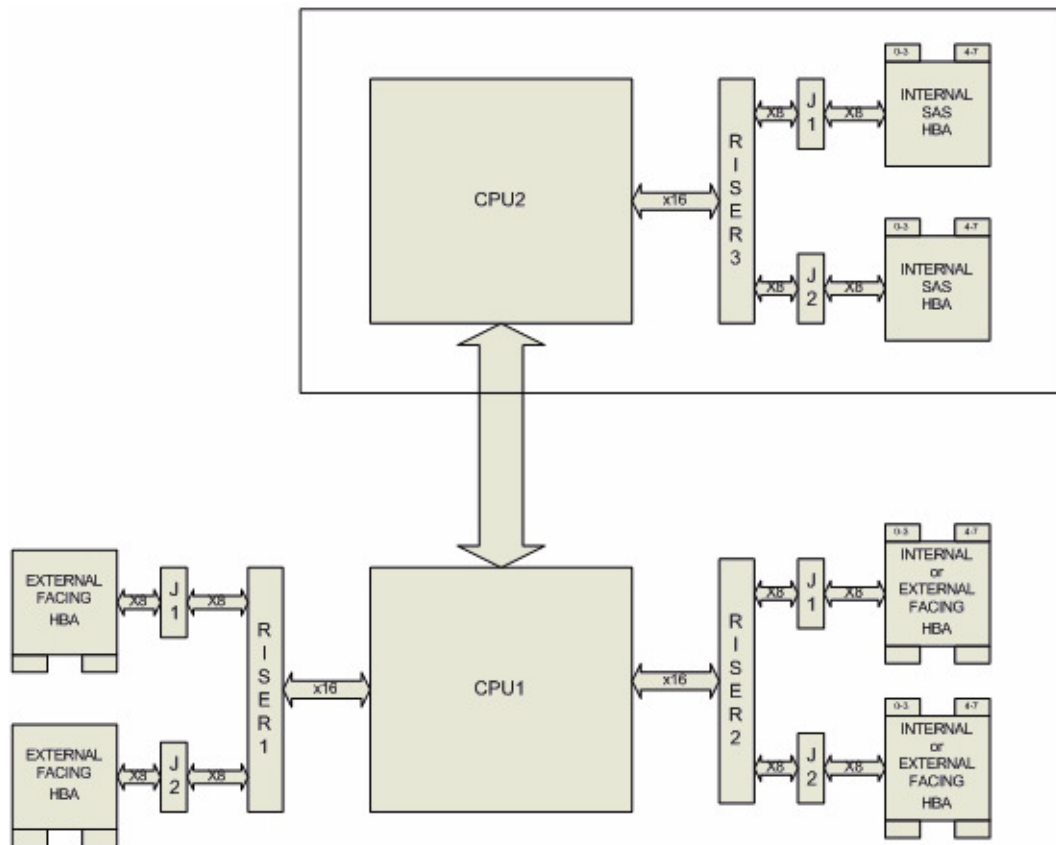 0-3
4-7
INTERNAL
SAS
HBA
J
1
X8
X8
R
I
S
E
R
3
CPU2
x16
0-3
4-7
INTERNAL
SAS
HBA
J
2
X8
X8
EXTERNAL
FACING
HBA
X8
J
1
X8
R
I
S
E
R
1
x16
CPU1
x16
R
I
S
E
R
2
X8
J
1
X8
0-3
4-7
INTERNAL
or
EXTERNAL
FACING
HBA
EXTERNAL
FACING
HBA
X8
J
2
X8
X8
J
2
X8
0-3
4-7
INTERNAL
or
EXTERNAL
FACING
HBA